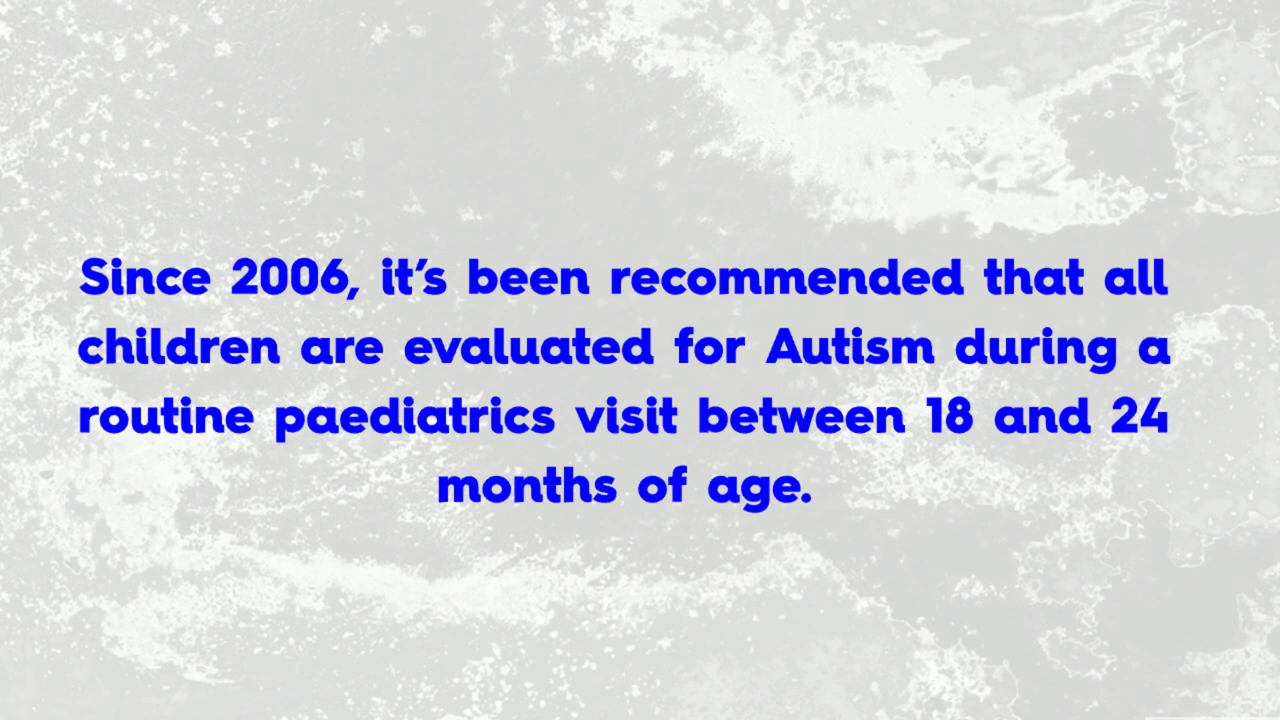 Since 2006, it’s been recommended that all
children are evaluated for Autism during a
routine paediatrics visit between 18 and 24
months of age.